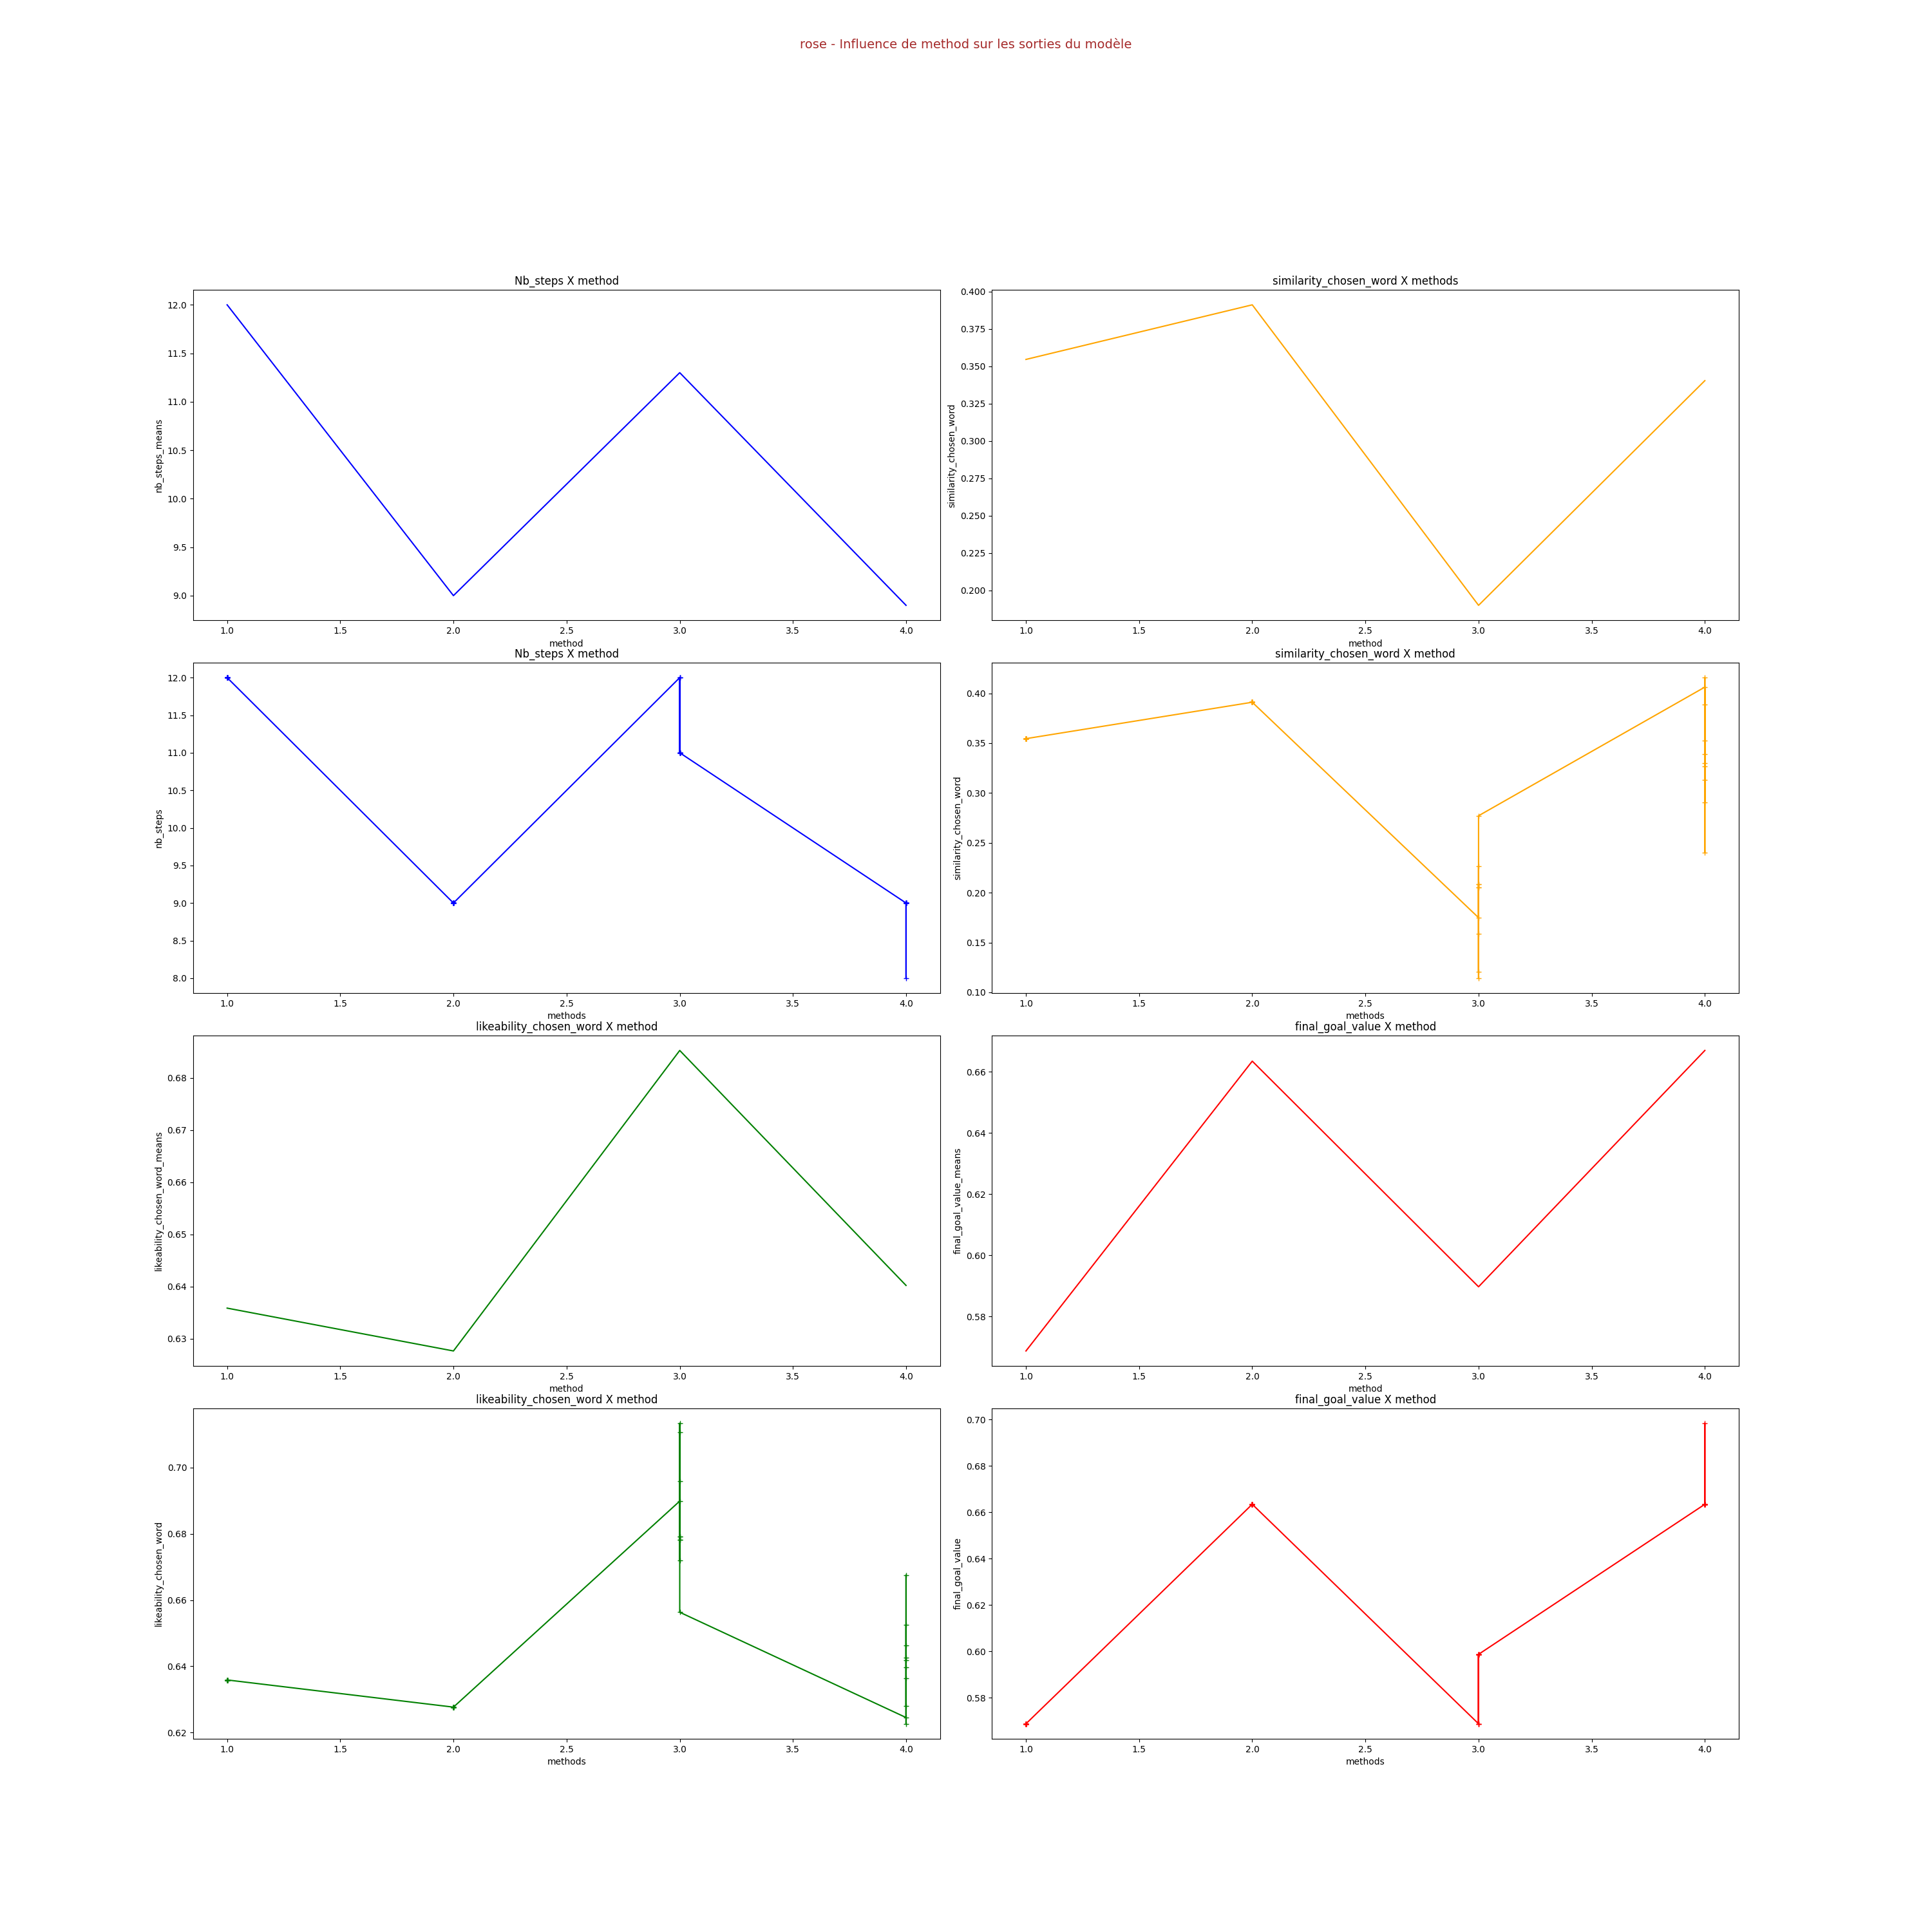 rose - Influence de method sur les sorties du modèle
Nb_steps X method
nb_steps_means
12.0
11.5
11.0
10.5
10.0
9.5
9.0
1.0 1.5 2.0 2.5 3.0 3.5 4.0
method
similarity_chosen_word X methods
similarity_chosen_word
0.400
0.375
0.350
0.325
0.300
0.275
0.250
0.225
0.200
1.0 1.5 2.0 2.5 3.0 3.5 4.0
method
Nb_steps X method
nb_steps
12.0
11.5
11.0
10.5
10.0
9.5
9.0
8.5
8.0
1.0 1.5 2.0 2.5 3.0 3.5 4.0
methods
similarity_chosen_word X method
similarity_chosen_word
0.40
0.35
0.30
0.25
0.20
0.15
0.10
1.0 1.5 2.0 2.5 3.0 3.5 4.0
methods
likeability_chosen_word X method
likeability_chosen_word_means
0.68
0.67
0.66
0.65
0.64
0.63
1.0 1.5 2.0 2.5 3.0 3.5 4.0
method
final_goal_value X method
final_goal_value_means
0.66
0.64
0.62
0.60
0.58
1.0 1.5 2.0 2.5 3.0 3.5 4.0
method
likeability_chosen_word X method
likeability_chosen_word
0.70
0.68
0.66
0.64
0.62
1.0 1.5 2.0 2.5 3.0 3.5 4.0
methods
final_goal_value X method
final_goal_value
0.70
0.68
0.66
0.64
0.62
0.60
0.58
1.0 1.5 2.0 2.5 3.0 3.5 4.0
methods